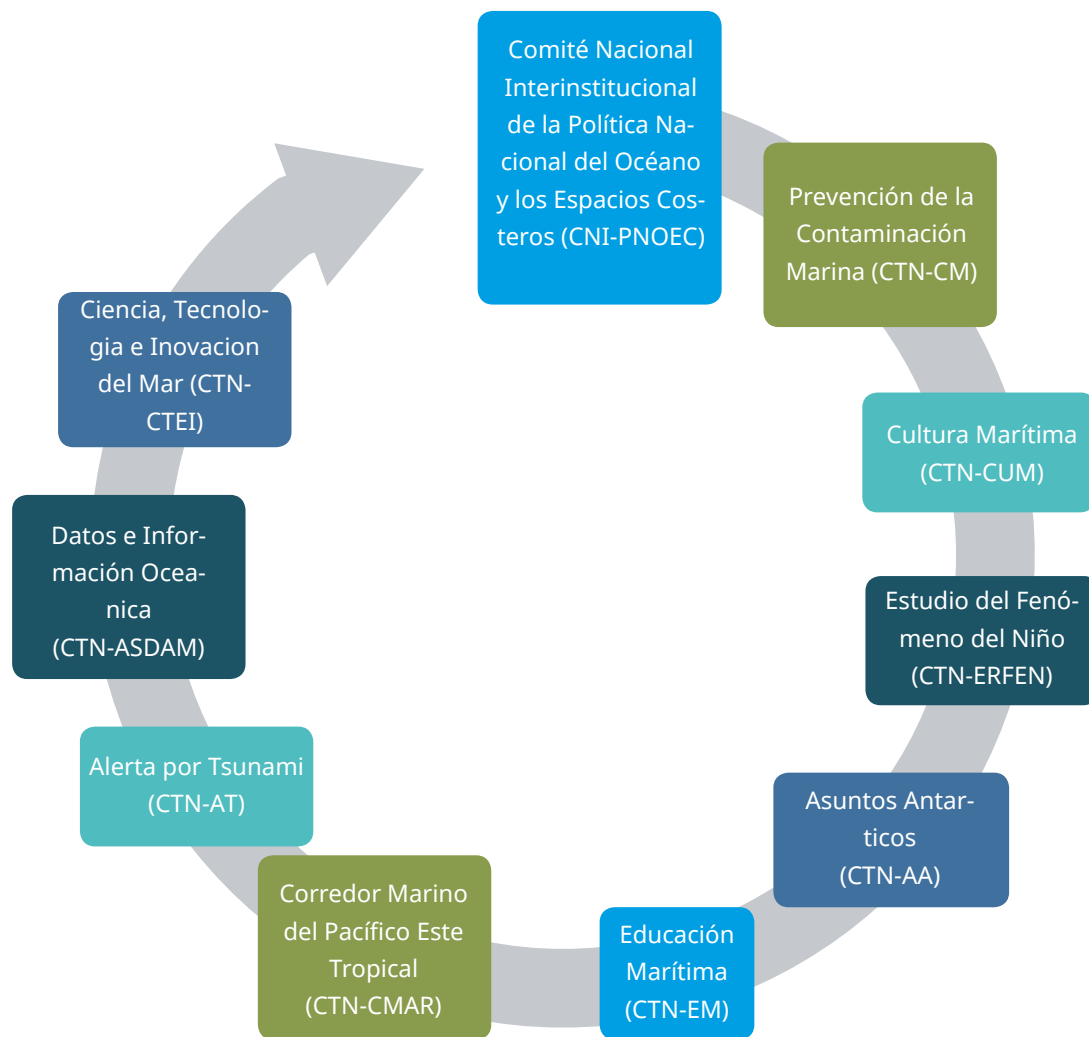 Comité Nacional
Interinstitucional
de la Política Na-
cional del Océano
y los Espacios Cos-
teros (CNI-PNOEC)
Prevención de la
Contaminación
Marina (CTN-CM)
Cultura Marítima
(CTN-CUM)
Estudio del Fenó-
meno del Niño
(CTN-ERFEN)
Asuntos Antar-
ticos
(CTN-AA)
Educación
Marítima
(CTN-EM)
Corredor Marino
del Pacífico Este
Tropical
(CTN-CMAR)
Alerta por Tsunami
(CTN-AT)
Datos e Infor-
mación Ocea-
nica
(CTN-ASDAM)
Ciencia, Tecnolo-
gia e Inovacion
del Mar (CTN-
CTEI)